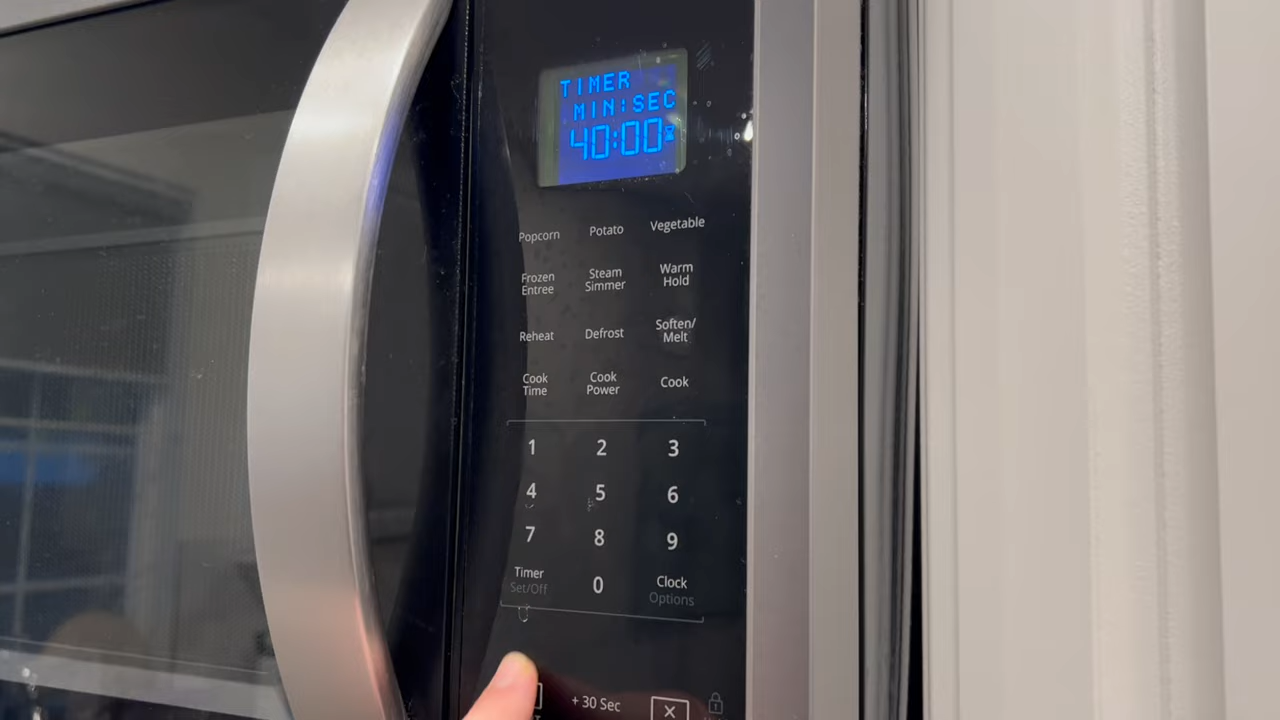 TIMER
MIN:SEC
40:00
Popcorn Potato Vegetable
Frozen Entree
Steam Simmer
Warm Hold
Reheat Defrost Soften/ Melt
Cook Time
Cook Power
Cook
1 2 3
4 5 6
7 8 9
Timer Set/Off
0
Clock Options
+ 30 Sec